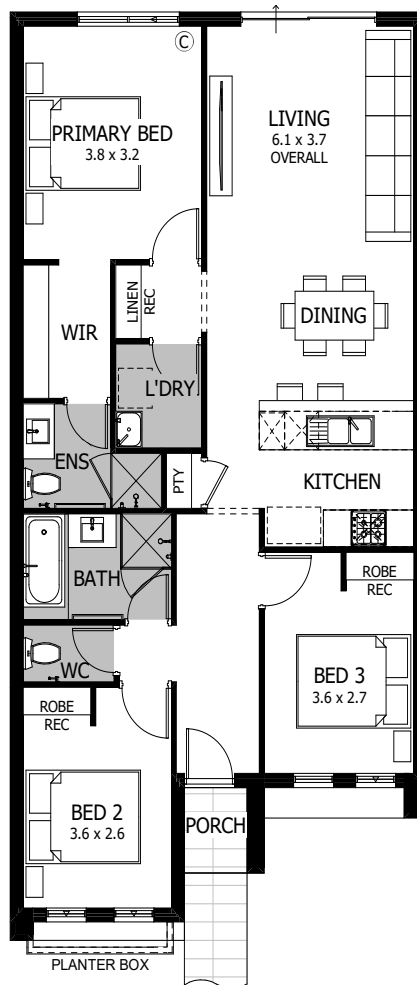 C
PRIMARY BED
3.8 x 3.2
LIVING
6.1 x 3.7
OVERALL
LINEN
REC
WIR
DINING
L'DRY
ENS
PTY
KITCHEN
BATH
ROBE
REC
WC
BED 3
3.6 x 2.7
ROBE
REC
BED 2
3.6 x 2.6
PORCH
PLANTER BOX